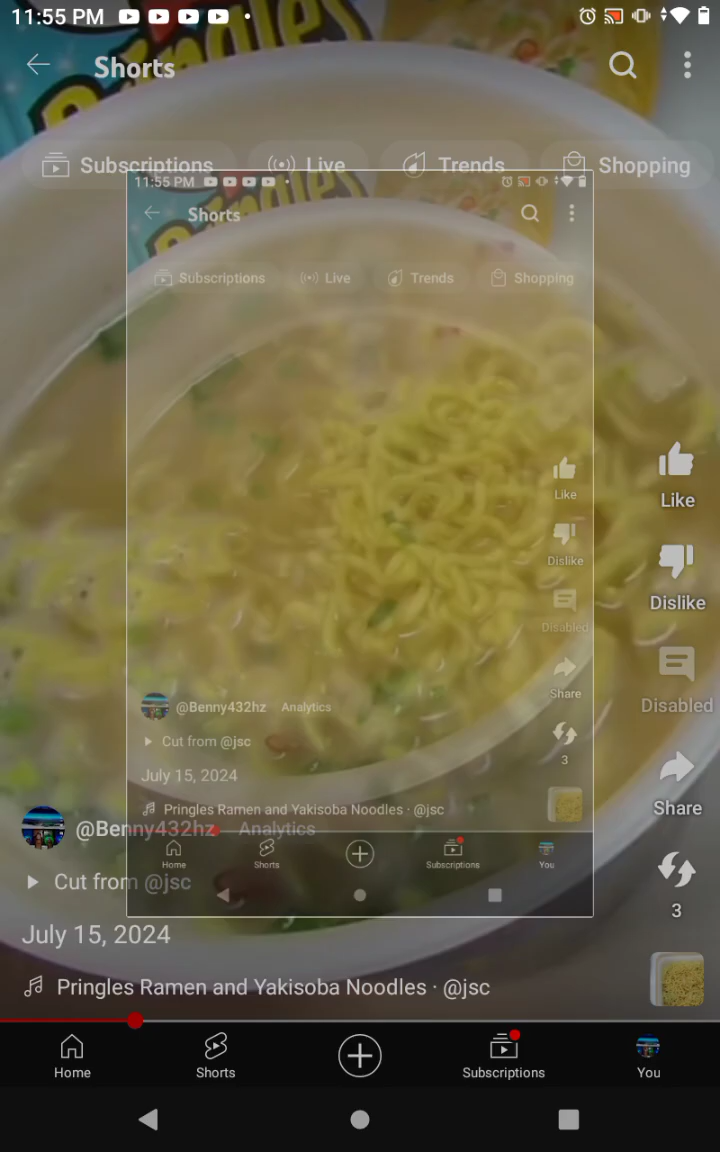 11:55 PM
Pringles
Shorts
Subscriptions
Live
Trends
Shopping
11:55 PM
Pringles
Shorts
Subscriptions
Live
Trends
Shopping
Like
Dislike
Disabled
Share
3
@Benny432hz Analytics
Cut from @jsc
July 15, 2024
Pringles Ramen and Yakisoba Noodles · @jsc
Home
Shorts
Subscriptions
You
Like
Dislike
Disabled
Share
3
@Benny432hz Analytics
Cut from @jsc
July 15, 2024
Pringles Ramen and Yakisoba Noodles · @jsc
Home
Shorts
Subscriptions
You